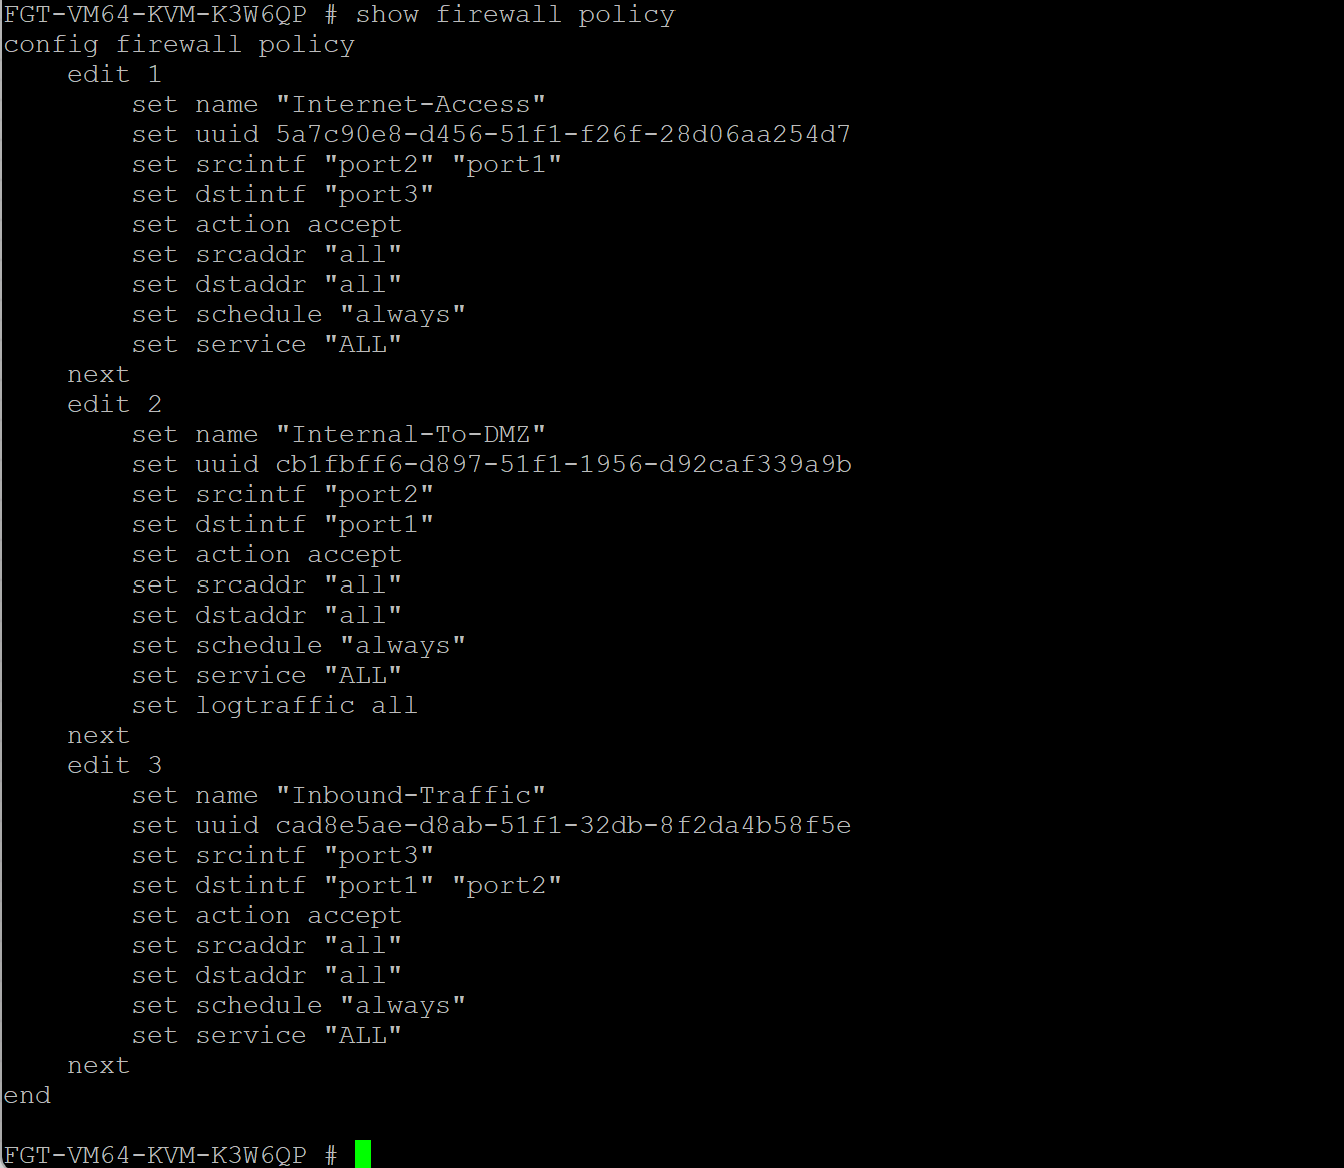 FGT-VM64-KVM-K3W6QP # show firewall policy
config firewall policy
    edit 1
        set name "Internet-Access"
        set uuid 5a7c90e8-d456-51f1-f26f-28d06aa254d7
        set srcintf "port2" "port1"
        set dstintf "port3"
        set action accept
        set srcaddr "all"
        set dstaddr "all"
        set schedule "always"
        set service "ALL"
    next
    edit 2
        set name "Internal-To-DMZ"
        set uuid cb1fbff6-d897-51f1-1956-d92caf339a9b
        set srcintf "port2"
        set dstintf "port1"
        set action accept
        set srcaddr "all"
        set dstaddr "all"
        set schedule "always"
        set service "ALL"
        set logtraffic all
    next
    edit 3
        set name "Inbound-Traffic"
        set uuid cad8e5ae-d8ab-51f1-32db-8f2da4b58f5e
        set srcintf "port3"
        set dstintf "port1" "port2"
        set action accept
        set srcaddr "all"
        set dstaddr "all"
        set schedule "always"
        set service "ALL"
    next
end
FGT-VM64-KVM-K3W6QP #